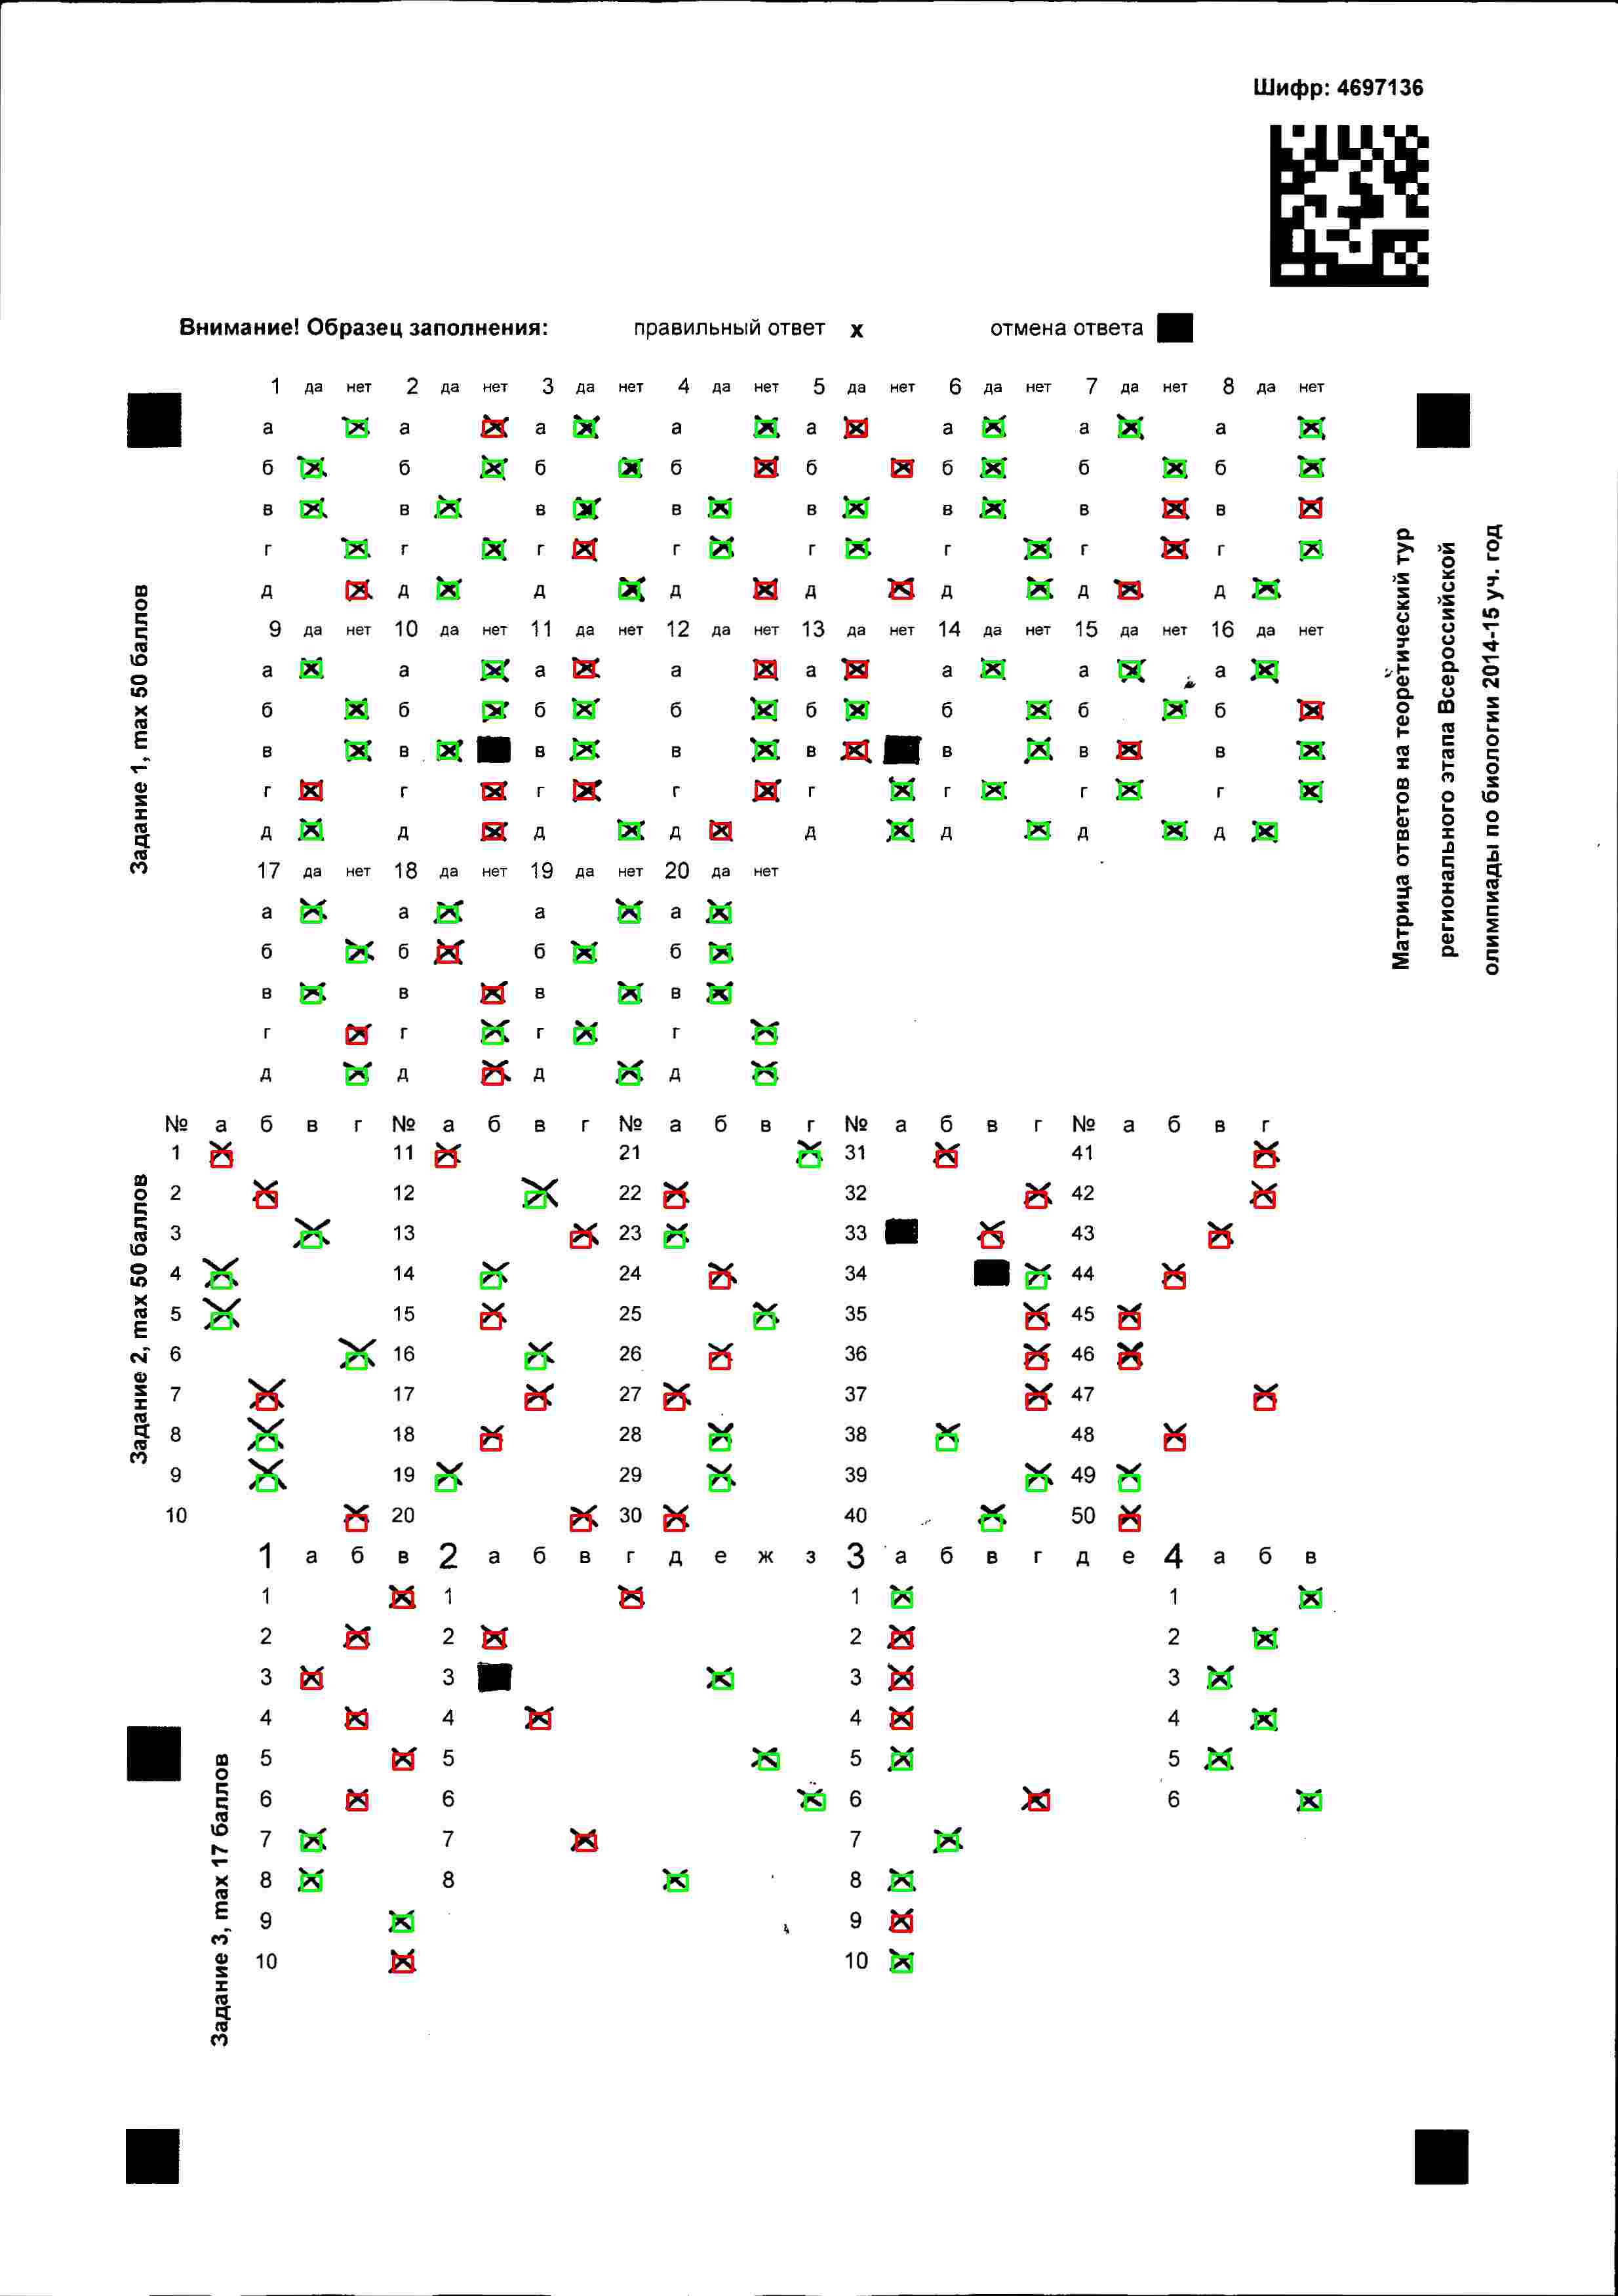 Шифр: 4697136
Внимание! Образец заполнения: правильный ответ х отмена ответа
Задание 1, max 50 баллов
1 да нет 2 да нет 3 да нет 4 да нет 5 да нет 6 да нет 7 да нет 8 да нет
а а а а а а а а
б б б б б б б б
в в в в в в в в
г г г г г г г г
д д д д д д д д
9 да нет 10 да нет 11 да нет 12 да нет 13 да нет 14 да нет 15 да нет 16 да нет
а а а а а а а а
б б б б б б б б
в в в в в в в в
г г г г г г г г
д д д д д д д д
17 да нет 18 да нет 19 да нет 20 да нет
а а а а
б б б б
в в в в
г г г г
д д д д
Матрица ответов на теоретический тур
регионального этапа Всероссийской
олимпиады по биологии 2014-15 уч. год
Задание 2, max 50 баллов
№ а б в г № а б в г № а б в г № а б в г № а б в г
1 11 21 31 41
2 12 22 32 42
3 13 23 33 43
4 14 24 34 44
5 15 25 35 45
6 16 26 36 46
7 17 27 37 47
8 18 28 38 48
9 19 29 39 49
10 20 30 40 50
Задание 3, max 17 баллов
1 а б в 2 а б в г д е ж з 3 а б в г д е 4 а б в
1 1 1 1
2 2 2 2
3 3 3 3
4 4 4 4
5 5 5 5
6 6 6 6
7 7 7
8 8 8
9 9
10 10